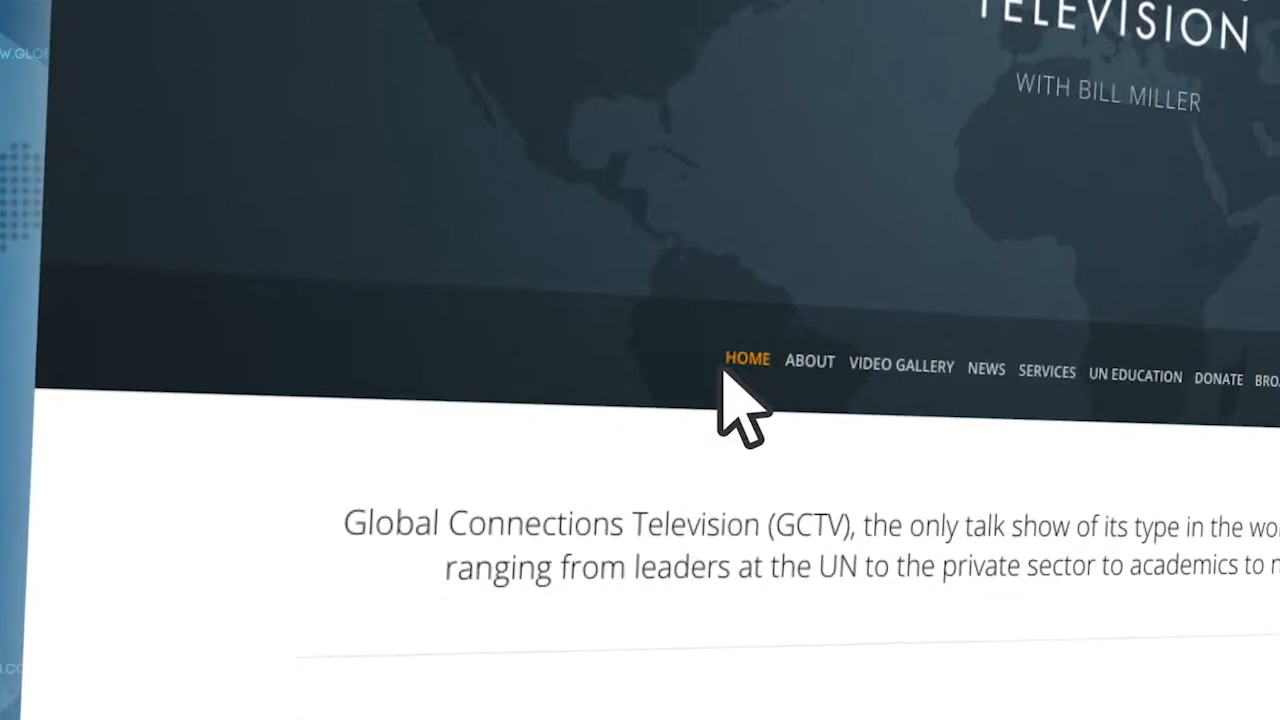 TELEVISION
WITH BILL MILLER
HOME ABOUT VIDEO GALLERY NEWS SERVICES UN EDUCATION DONATE
Global Connections Television (GCTV), the only talk show of its type in the
ranging from leaders at the UN to the private sector to academics to